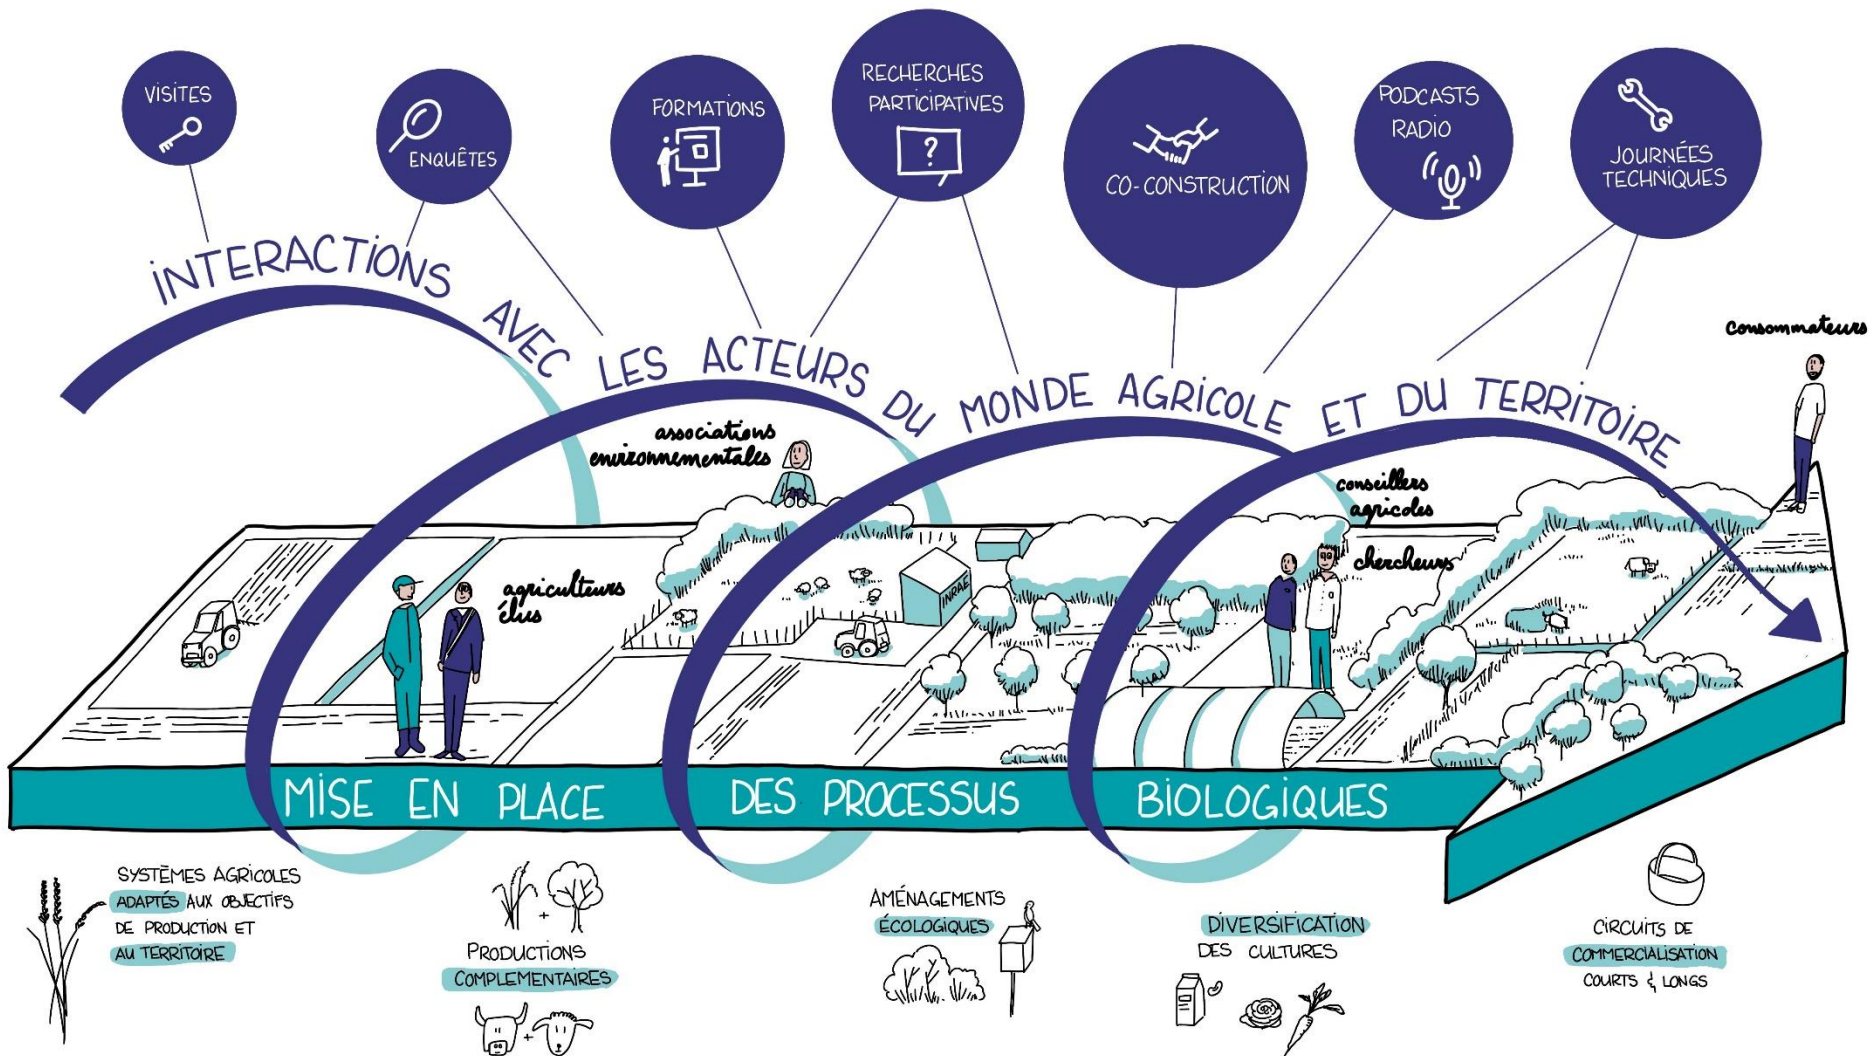 VISITES
ENQUÊTES
FORMATIONS
RECHERCHES
PARTICIPATIVES
?
CO-CONSTRUCTION
PODCASTS
RADIO
JOURNÉES
TECHNIQUES
INTERACTIONS AVEC LES ACTEURS DU MONDE AGRICOLE ET DU TERRITOIRE
consommateurs
associations
environnementales
conseillers
agricoles
chercheurs
agriculteurs
élus
INRAE
MISE EN PLACE DES PROCESSUS BIOLOGIQUES
SYSTÈMES AGRICOLES
ADAPTÉS AUX OBJECTIFS
DE PRODUCTION ET
AU TERRITOIRE
+
PRODUCTIONS
COMPLEMENTAIRES
+
AMÉNAGEMENTS
ÉCOLOGIQUES
DIVERSIFICATION
DES CULTURES
CIRCUITS DE
COMMERCIALISATION
COURTS & LONGS